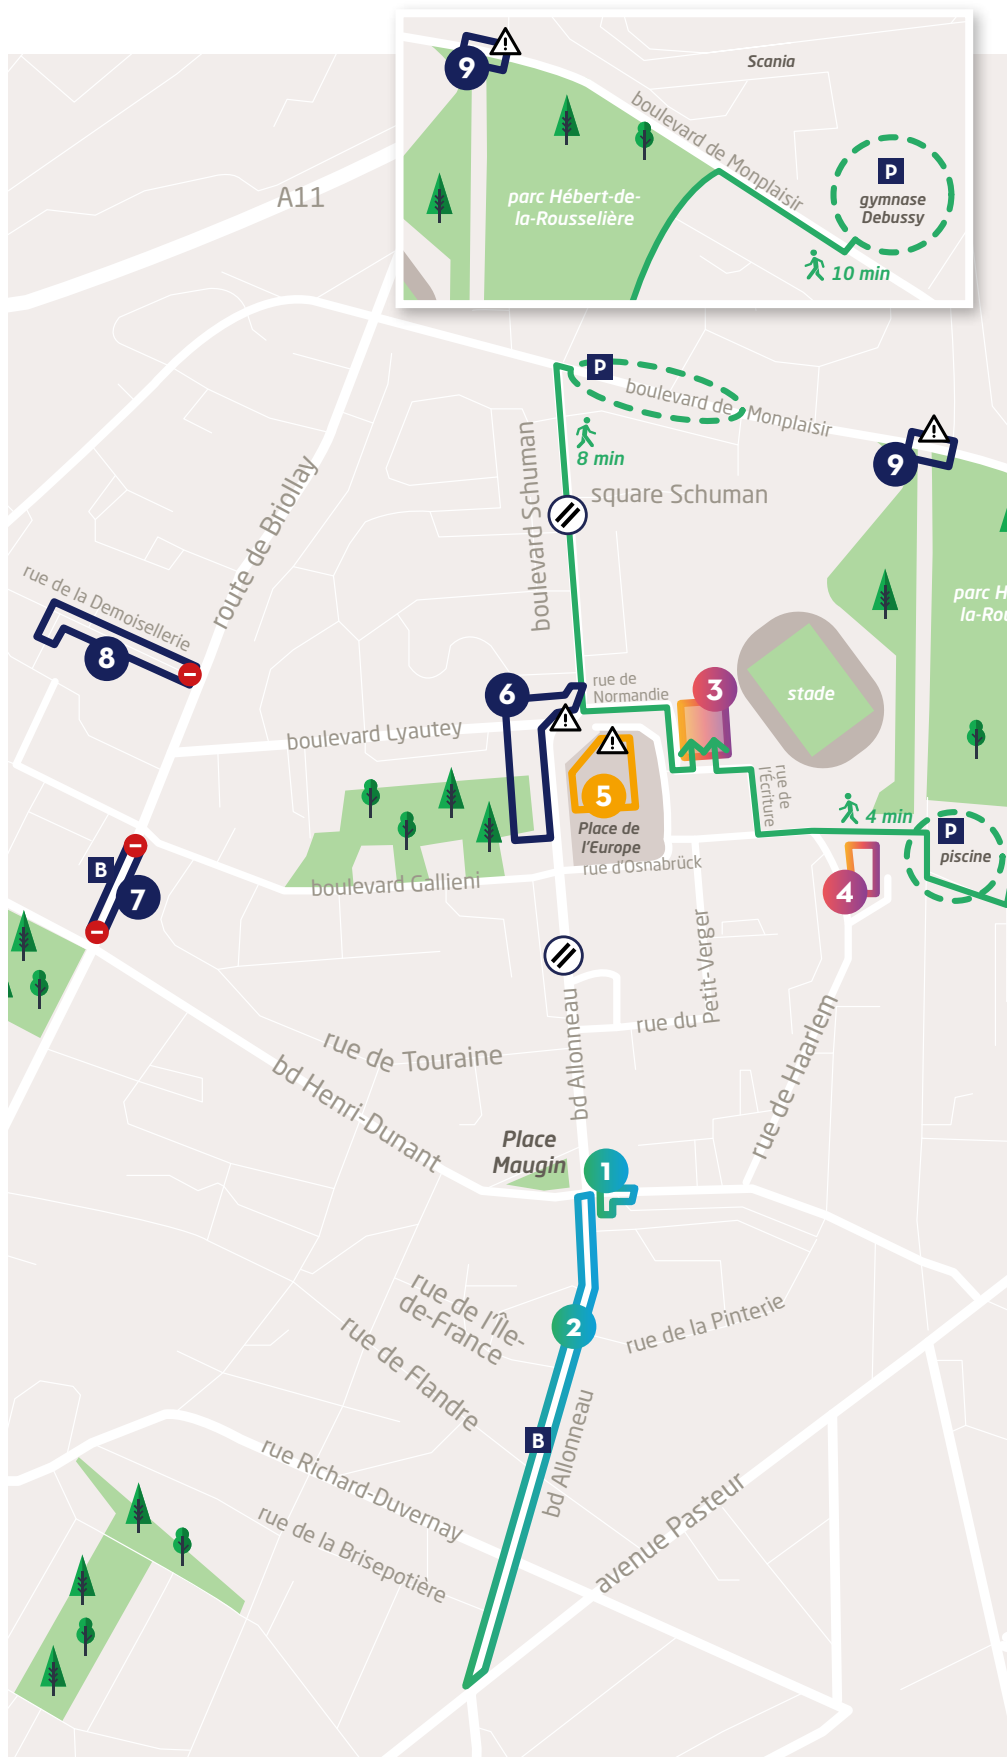 Scania
9
boulevard de Monplaisir
P
gymnase
Debussy
parc Hébert-de-
la-Rousselière
10 min
A11
P
boulevard de Monplaisir
8 min
9
square Schuman
boulevard Schuman
route de Briollay
rue de la Demoisellerie
8
parc H
la-Rou
6
rue de
Normandie
3
stade
boulevard Lyautey
5
Place de
l'Europe
rue de
l'Écriture
4 min
P
piscine
rue d'Osnabrück
4
B
7
boulevard Gallieni
Petit-Verger
rue du
bd Allonneau
rue de Touraine
bd Henri-Dunant
rue de Haarlem
Place
Maugin
1
rue de l'Île-
de-France
2
rue de la Pinterie
rue de Flandre
B
bd Allonneau
rue Richard-Duvernay
avenue Pasteur
rue de la Brisepotière